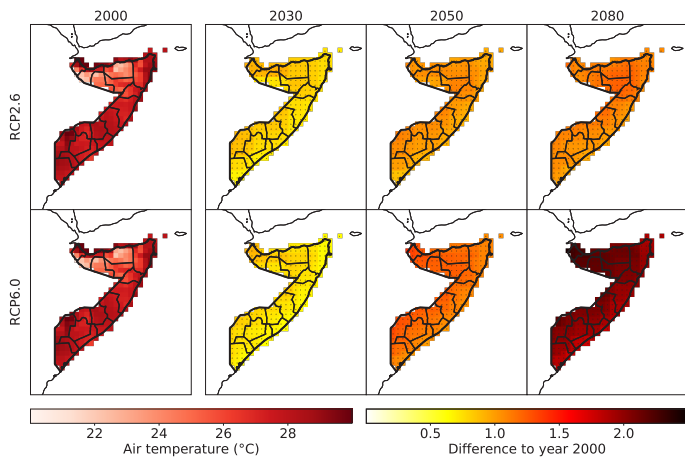 2000 2030 2050 2080
RCP2.6
RCP6.0
22 24 26 28 0.5 1.0 1.5 2.0
Air temperature (°C) Difference to year 2000